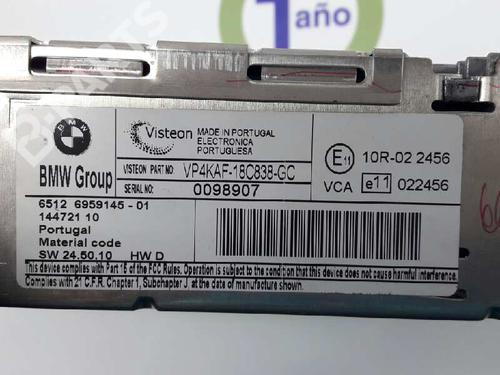 1
año
B-PARTS
BMW
BMW Group
Visteon
MADE IN PORTUGAL
ELECTRONICA
PORTUGUESA
VISTEON PART NO: VP4KAF-18C838-GC
SERIAL NO: 0098907
E11 10R-02 2456
VCA e11 022456
6512 6959145 - 01
144721 10
Portugal
Material code
SW 24.50.10 HW D
This device complies with Part 15 of the FCC Rules. Operation is subject to the condition that this device does not cause harmful interference.
Complies with 21 C.F.R. Chapter 1, Subchapter J, at the date of manufacture shown.